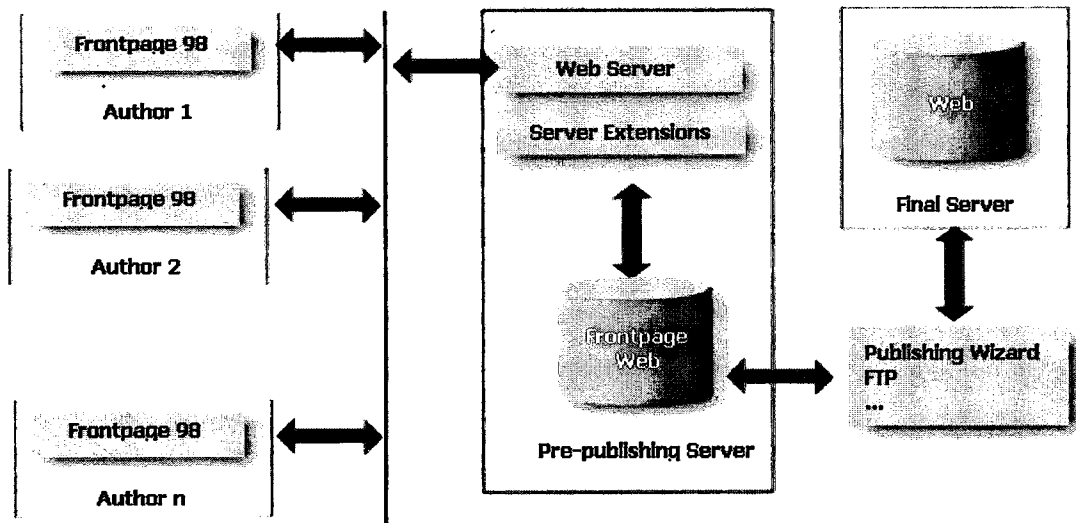 Frontpage 98
Author 1
Frontpage 98
Author 2
Frontpage 98
Author n
Web Server
Server Extensions
Frontpage
Web
Pre-publishing Server
Web
Final Server
Publishing Wizard
FTP
...